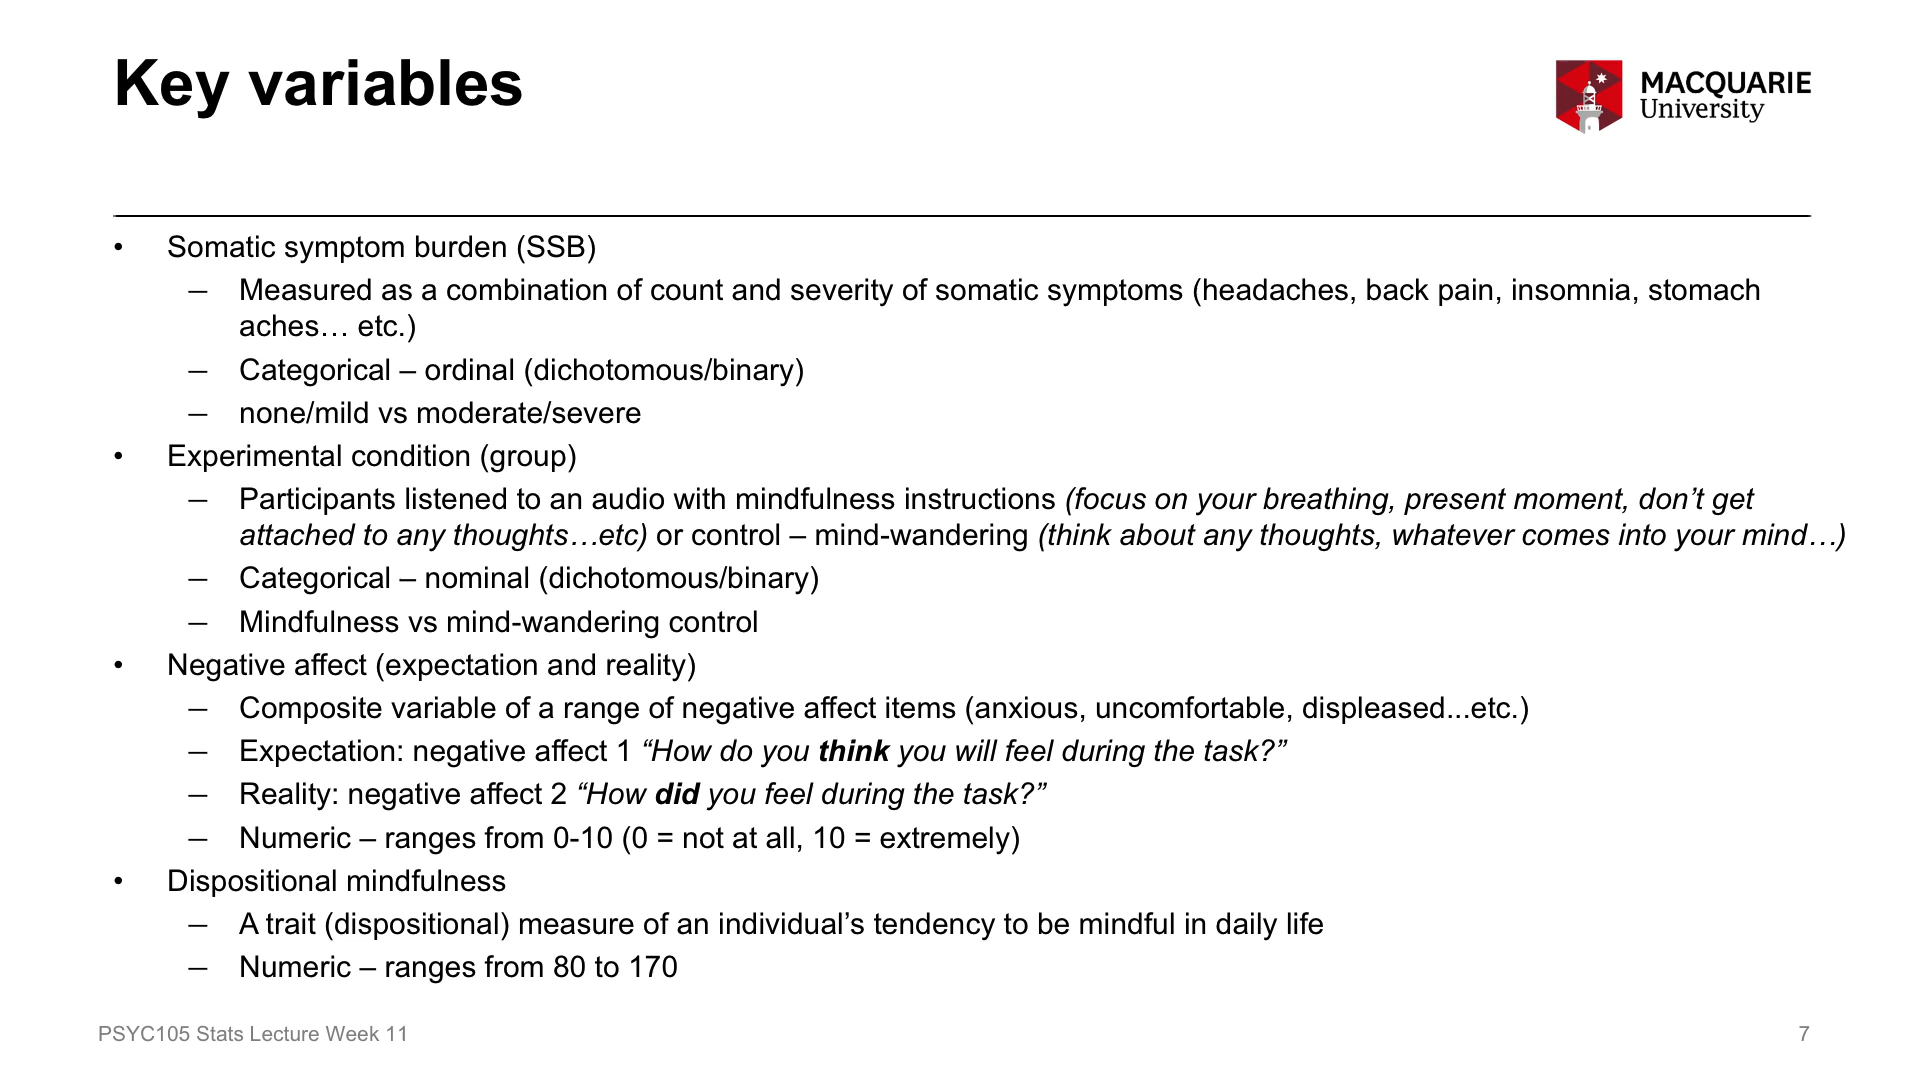 Key variables
MACQUARIE
University
• Somatic symptom burden (SSB)
– Measured as a combination of count and severity of somatic symptoms (headaches, back pain, insomnia, stomach
aches… etc.)
– Categorical – ordinal (dichotomous/binary)
– none/mild vs moderate/severe
• Experimental condition (group)
– Participants listened to an audio with mindfulness instructions (focus on your breathing, present moment, don’t get
attached to any thoughts…etc) or control – mind-wandering (think about any thoughts, whatever comes into your mind…)
– Categorical – nominal (dichotomous/binary)
– Mindfulness vs mind-wandering control
• Negative affect (expectation and reality)
– Composite variable of a range of negative affect items (anxious, uncomfortable, displeased...etc.)
– Expectation: negative affect 1 “How do you think you will feel during the task?”
– Reality: negative affect 2 “How did you feel during the task?”
– Numeric – ranges from 0-10 (0 = not at all, 10 = extremely)
• Dispositional mindfulness
– A trait (dispositional) measure of an individual’s tendency to be mindful in daily life
– Numeric – ranges from 80 to 170
PSYC105 Stats Lecture Week 11
7